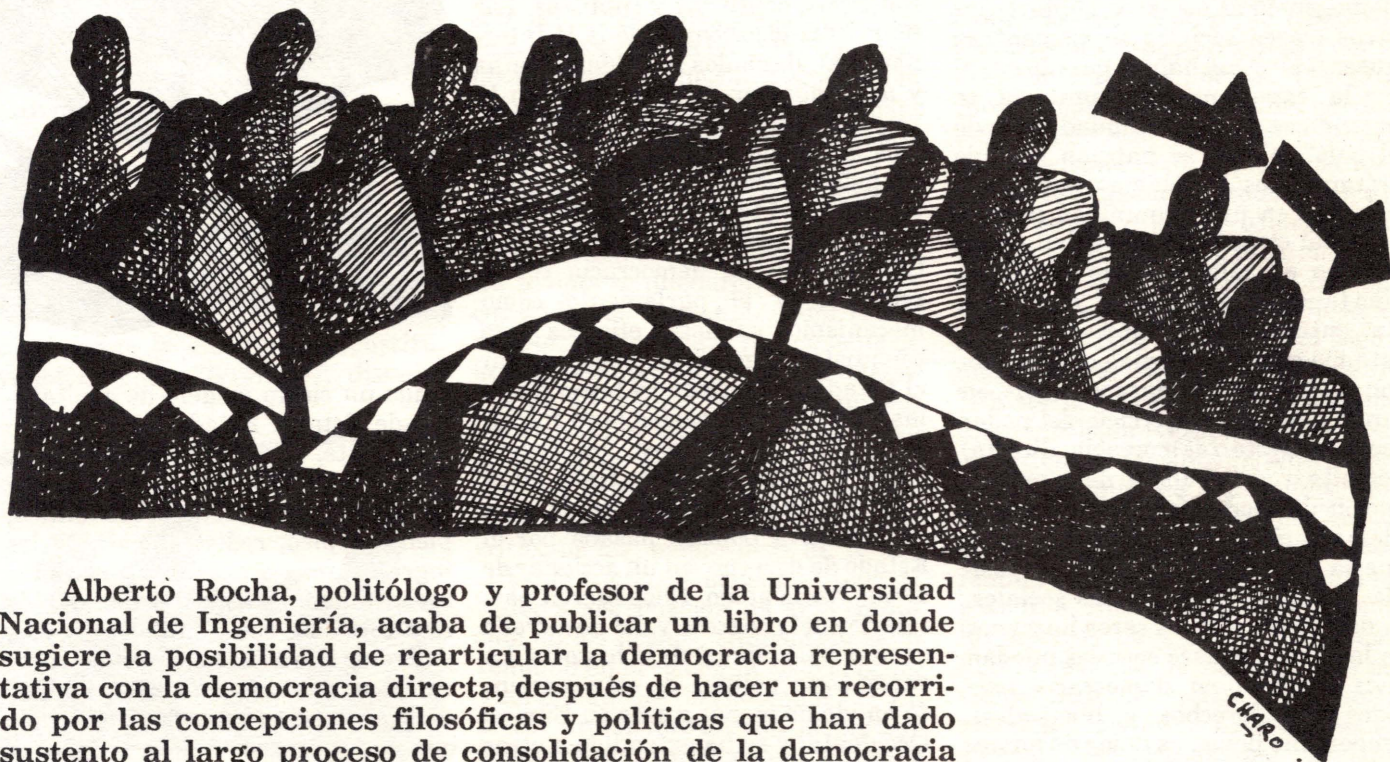 Alberto Rocha, politólogo y profesor de la Universidad
Nacional de Ingeniería, acaba de publicar un libro en donde
sugiere la posibilidad de rearticular la democracia represen-
tativa con la democracia directa, después de hacer un recorri-
do por las concepciones filosóficas y políticas que han dado
sustento al largo proceso de consolidación de la democracia
CHARO